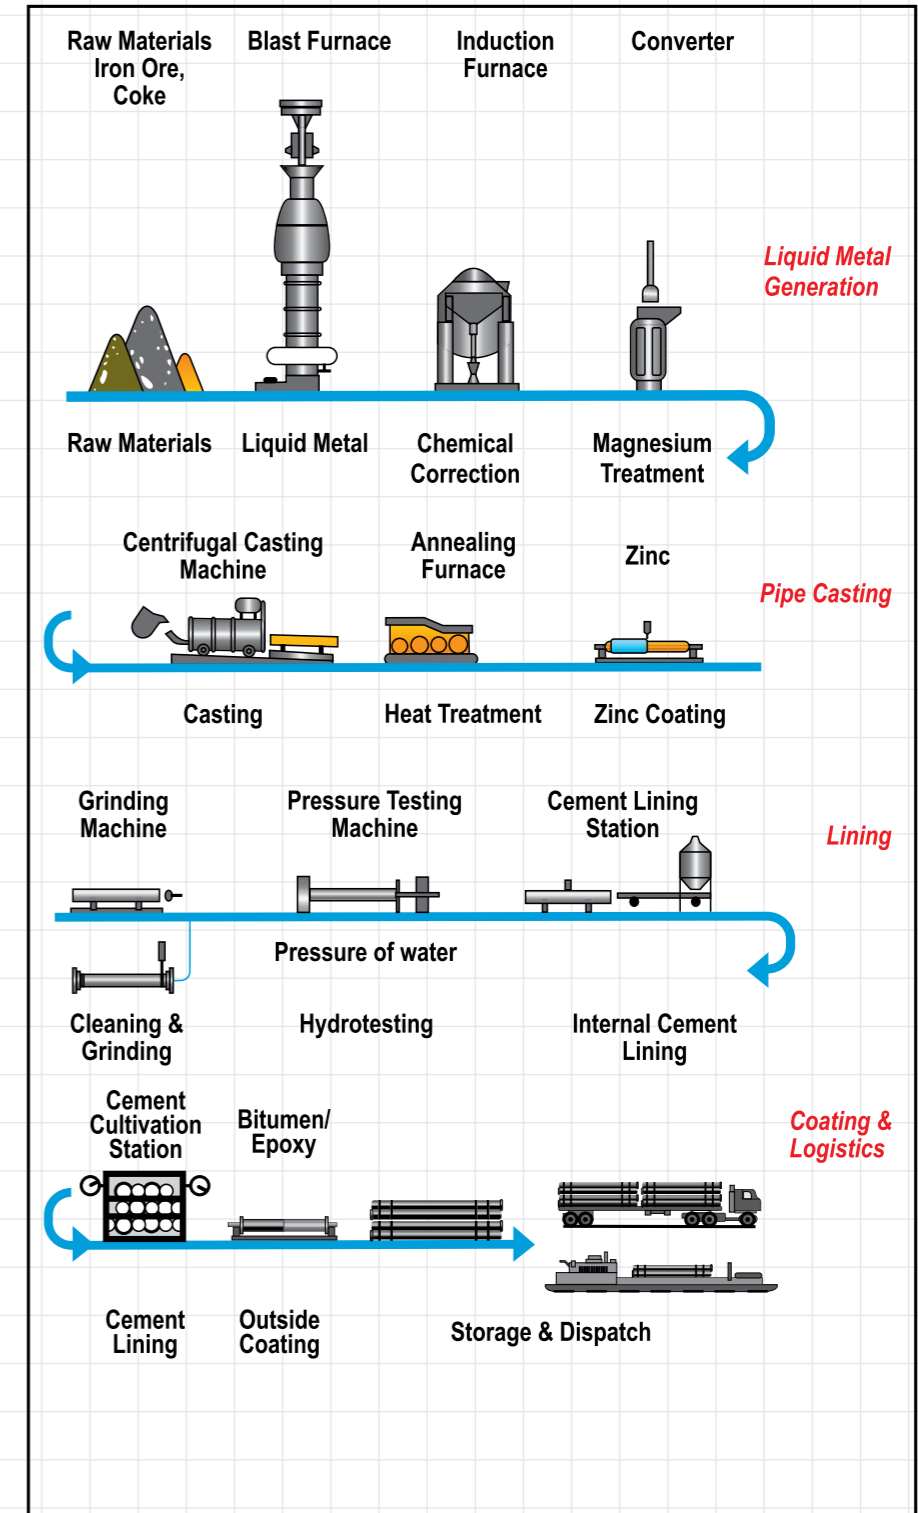 Raw Materials
Iron Ore,
Coke
Blast Furnace
Induction
Furnace
Converter
Liquid Metal
Generation
Raw Materials
Liquid Metal
Chemical
Correction
Magnesium
Treatment
Centrifugal Casting
Machine
Annealing
Furnace
Zinc
Pipe Casting
Casting
Heat Treatment
Zinc Coating
Grinding
Machine
Pressure Testing
Machine
Cement Lining
Station
Lining
Pressure of water
Cleaning &
Grinding
Hydrotesting
Internal Cement
Lining
Cement
Cultivation
Station
Bitumen/
Epoxy
Coating &
Logistics
Cement
Lining
Outside
Coating
Storage & Dispatch